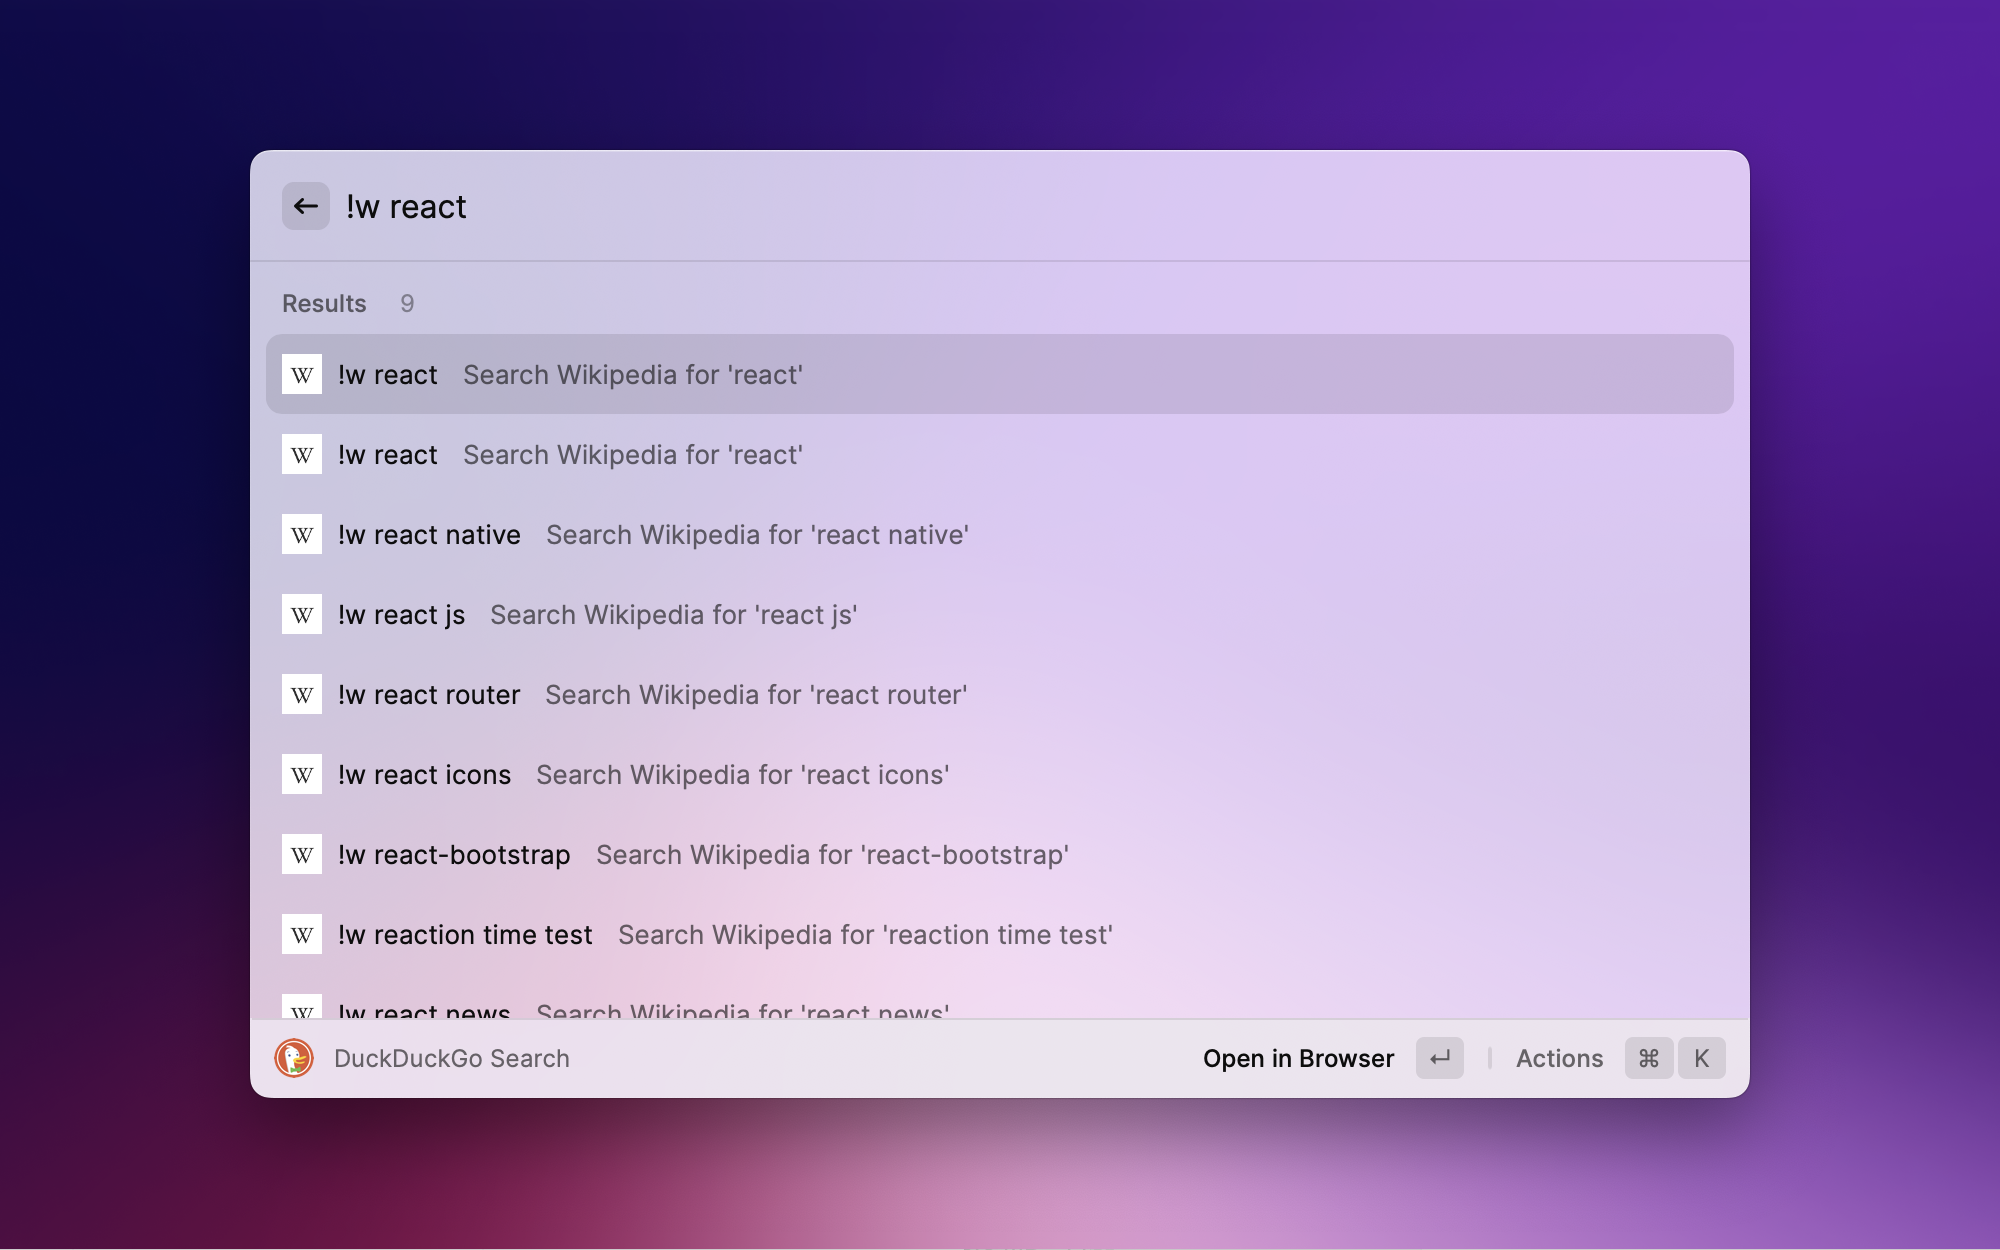 !w react
Results 9
W !w react Search Wikipedia for 'react'
W !w react Search Wikipedia for 'react'
W !w react native Search Wikipedia for 'react native'
W !w react js Search Wikipedia for 'react js'
W !w react router Search Wikipedia for 'react router'
W !w react icons Search Wikipedia for 'react icons'
W !w react-bootstrap Search Wikipedia for 'react-bootstrap'
W !w reaction time test Search Wikipedia for 'reaction time test'
W !w react news Search Wikipedia for 'react news'
DuckDuckGo Search Open in Browser ↵ Actions ⌘ K